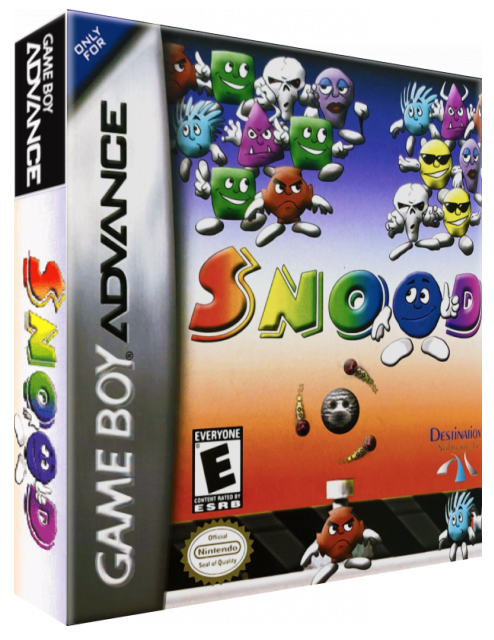 GAME BOY
ADVANCE
SNOOD
ONLY
FOR
GAME BOY ADVANCE
SNOOD
EVERYONE
E
CONTENT RATED BY
ESRB
Official
Nintendo
Seal of Quality
DESTINATION